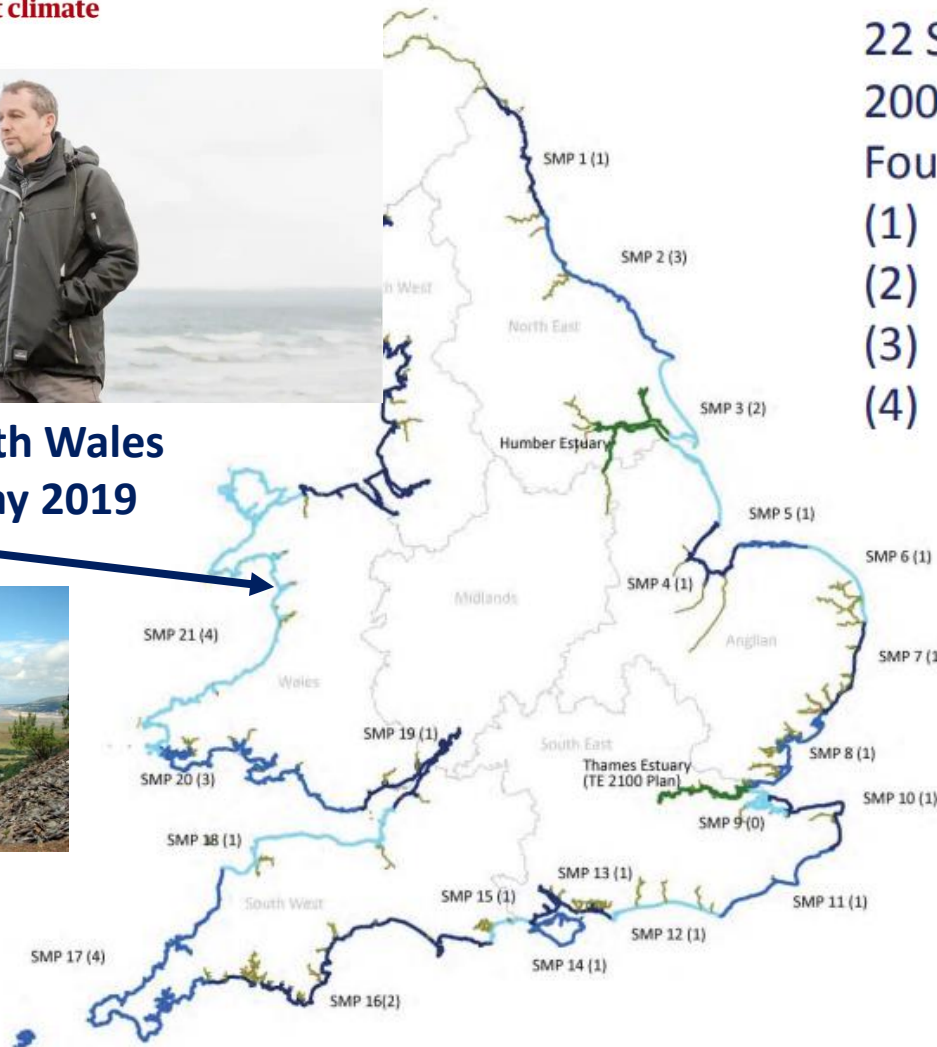 climate
22 S
200
Fou
(1)
(2)
(3)
(4)
th Wales
ay 2019
SMP 1 (1)
SMP 2 (3)
h West
North East
SMP 3 (2)
Humber Estuary
SMP 5 (1)
SMP 6 (1)
SMP 4 (1)
Midlands
Anglian
SMP 21 (4)
SMP 7 (1
Wales
SMP 19 (1)
South East
SMP 8 (1)
Thames Estuary
(TE 2100 Plan)
SMP 20 (3)
SMP 10 (1)
SMP 9 (0)
SMP 18 (1)
SMP 13 (1)
SMP 15 (1)
SMP 11 (1)
South West
SMP 12 (1)
SMP 17 (4)
SMP 14 (1)
SMP 16(2)